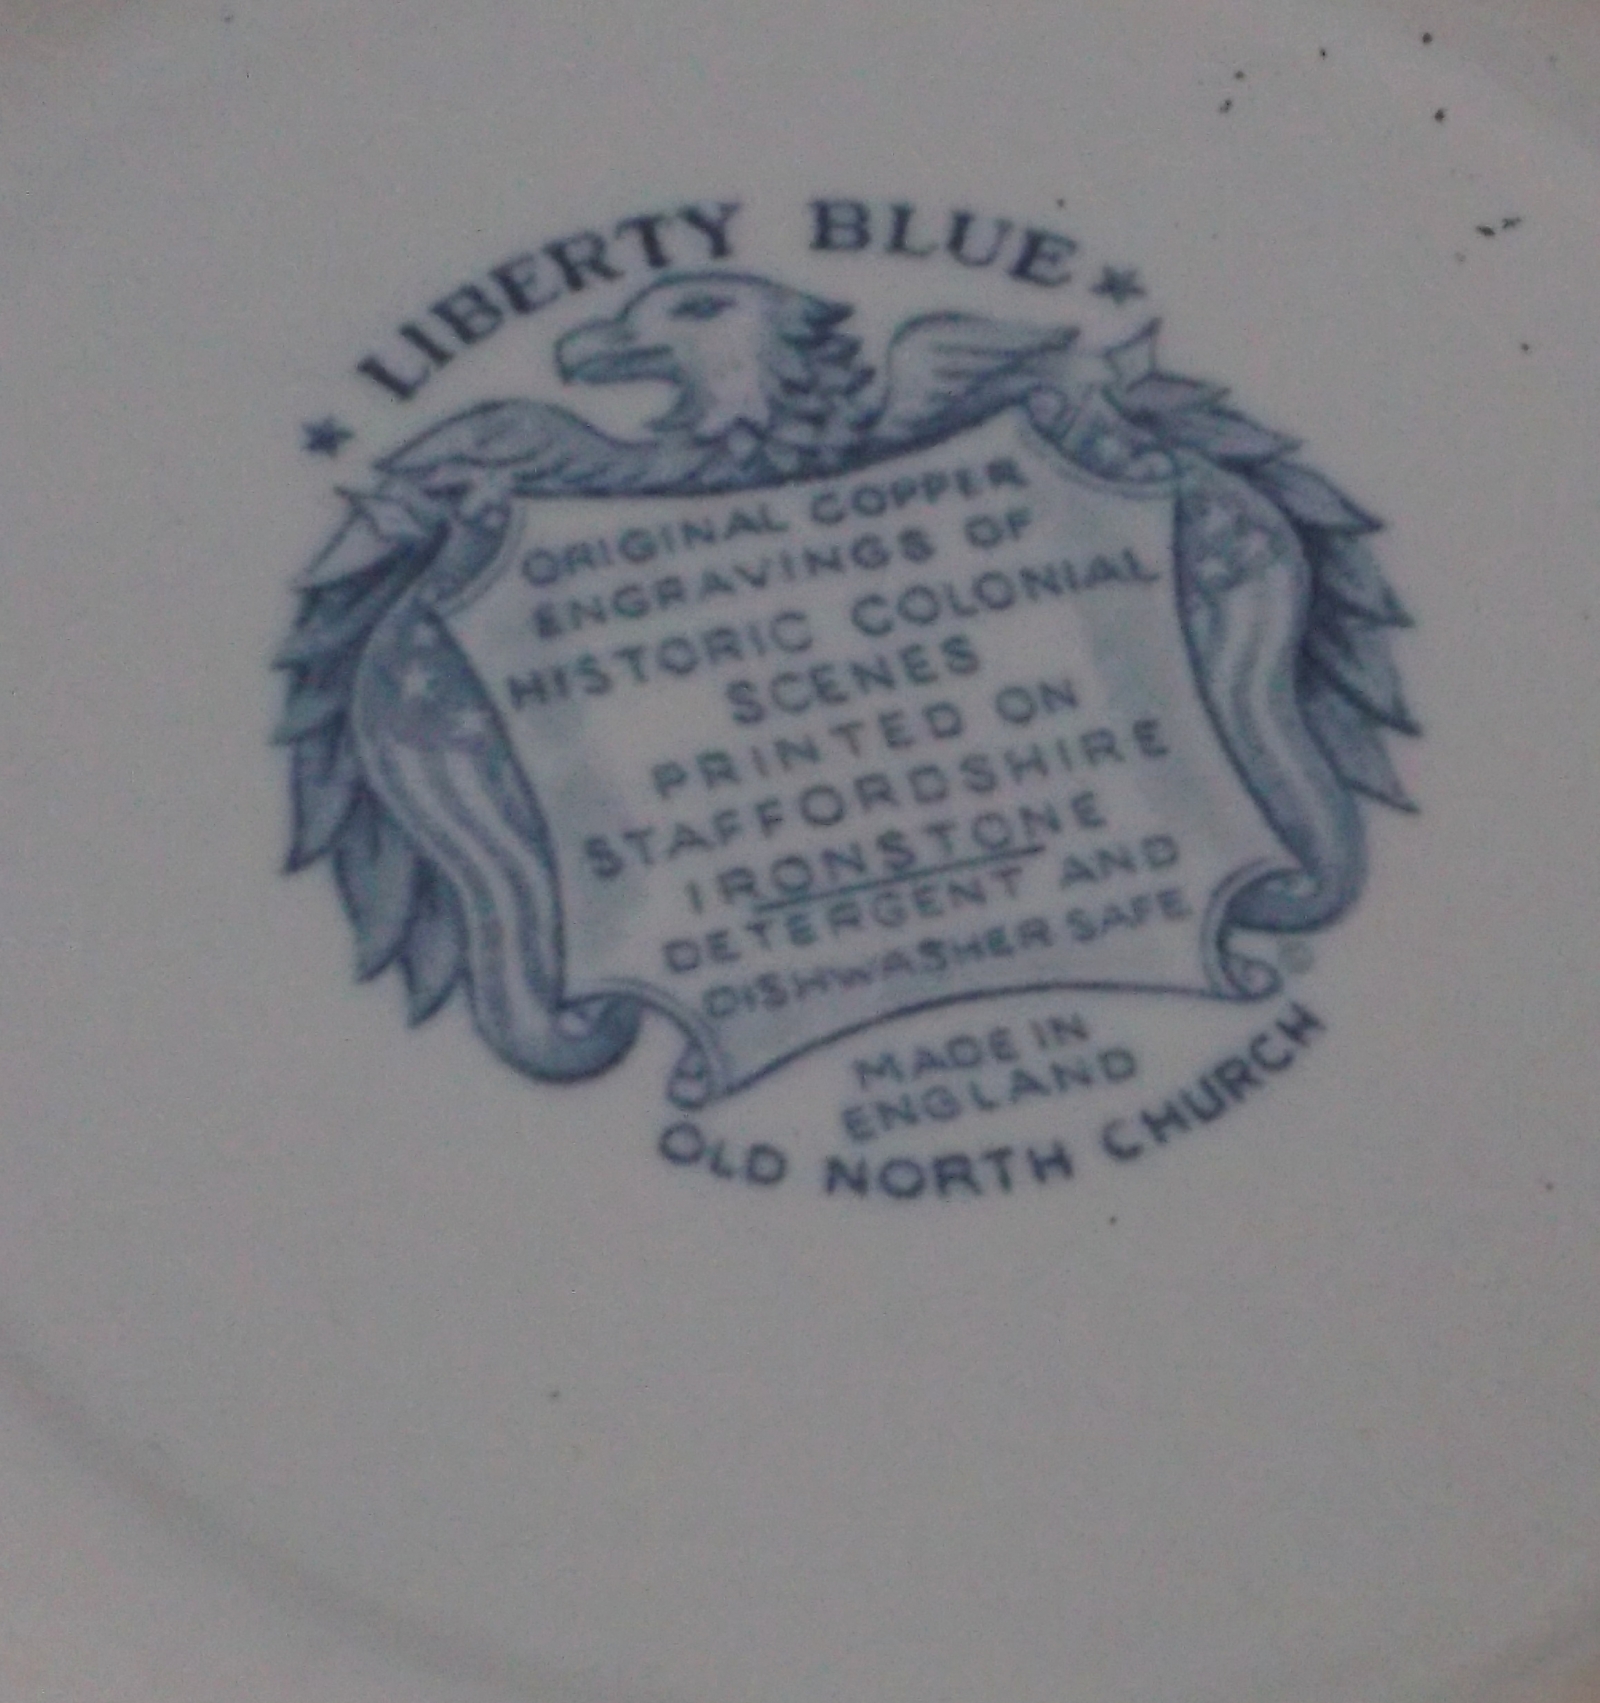 LIBERTY BLUE
ORIGINAL COPPER
ENGRAVINGS OF
HISTORIC COLONIAL
SCENES
PRINTED ON
STAFFORDSHIRE
IRONSTONE
DETERGENT AND
DISHWASHER SAFE
MADE IN
ENGLAND
OLD NORTH CHURCH